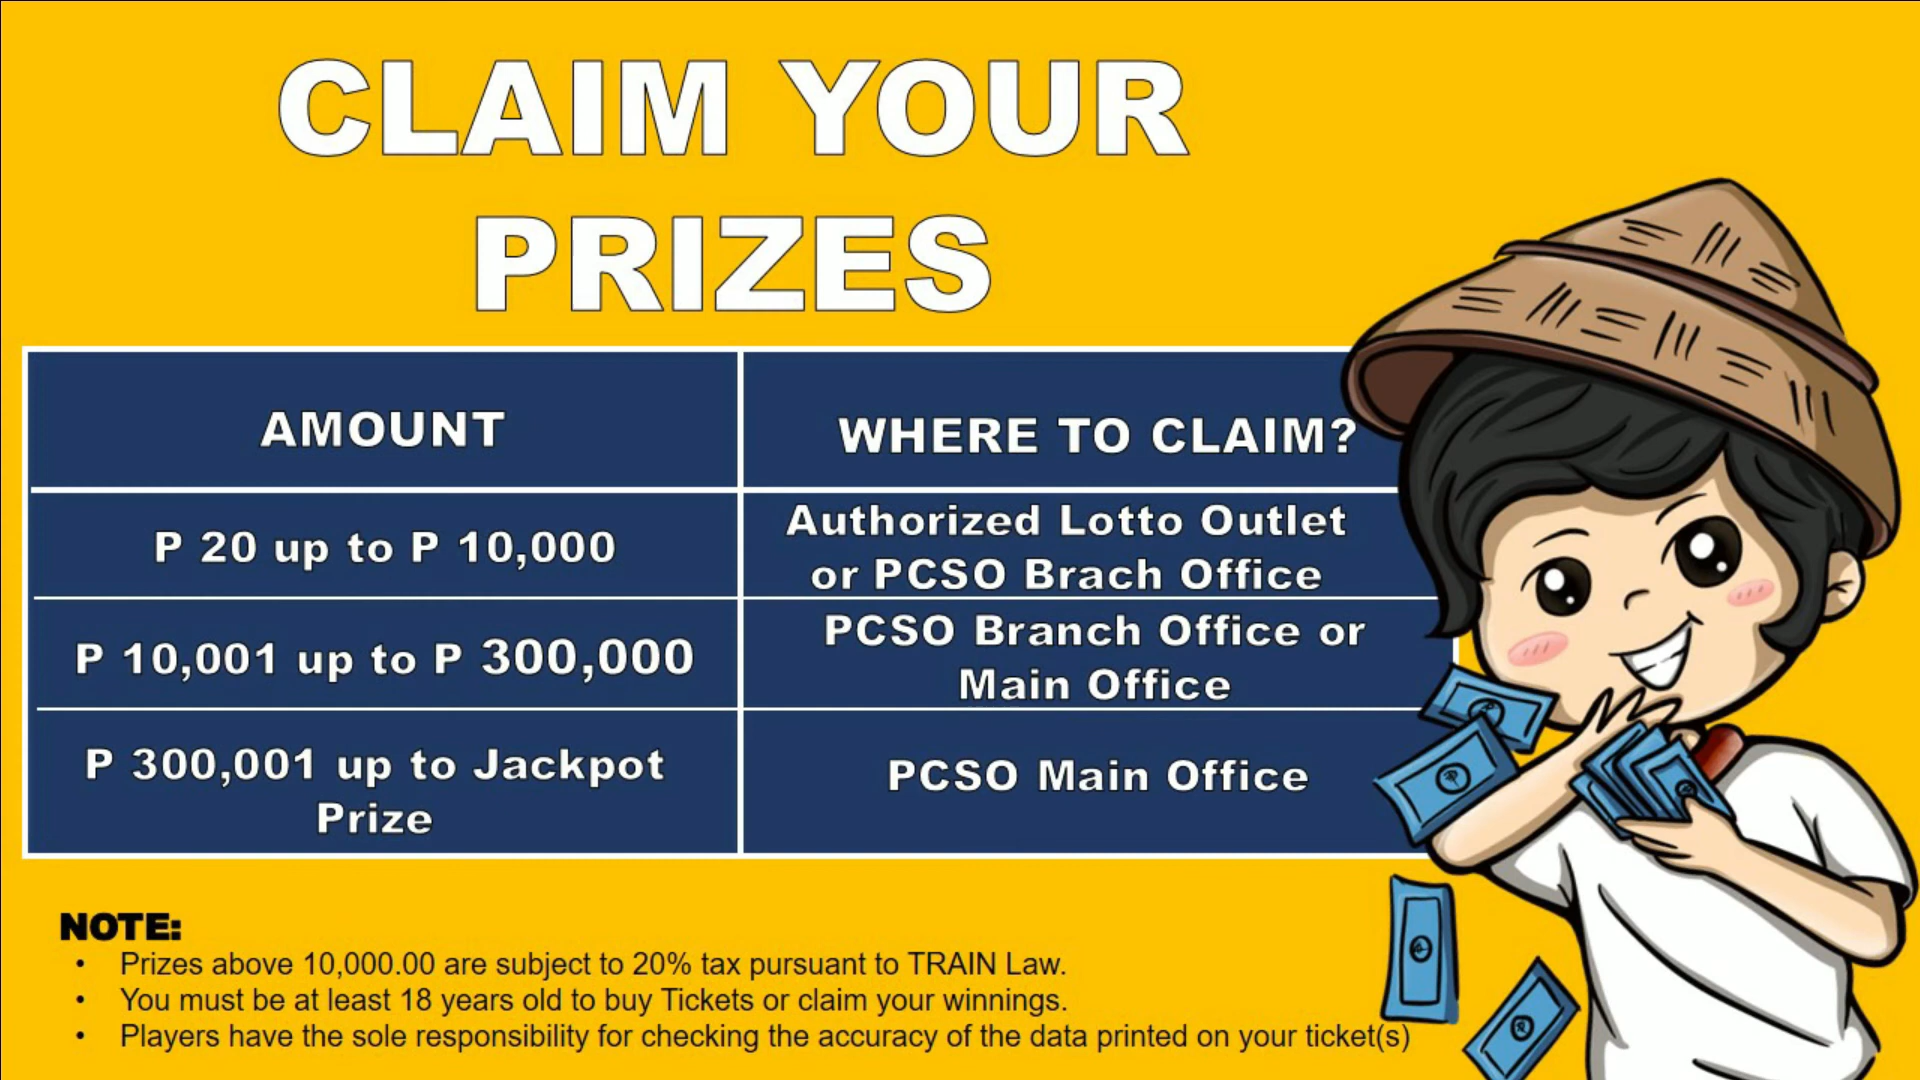 CLAIM YOUR
PRIZES
AMOUNT
WHERE TO CLAIM?
P 20 up to P 10,000
Authorized Lotto Outlet
or PCSO Brach Office
P 10,001 up to P 300,000
PCSO Branch Office or
Main Office
P 300,001 up to Jackpot
Prize
PCSO Main Office
NOTE:
• Prizes above 10,000.00 are subject to 20% tax pursuant to TRAIN Law.
• You must be at least 18 years old to buy Tickets or claim your winnings.
• Players have the sole responsibility for checking the accuracy of the data printed on your ticket(s)